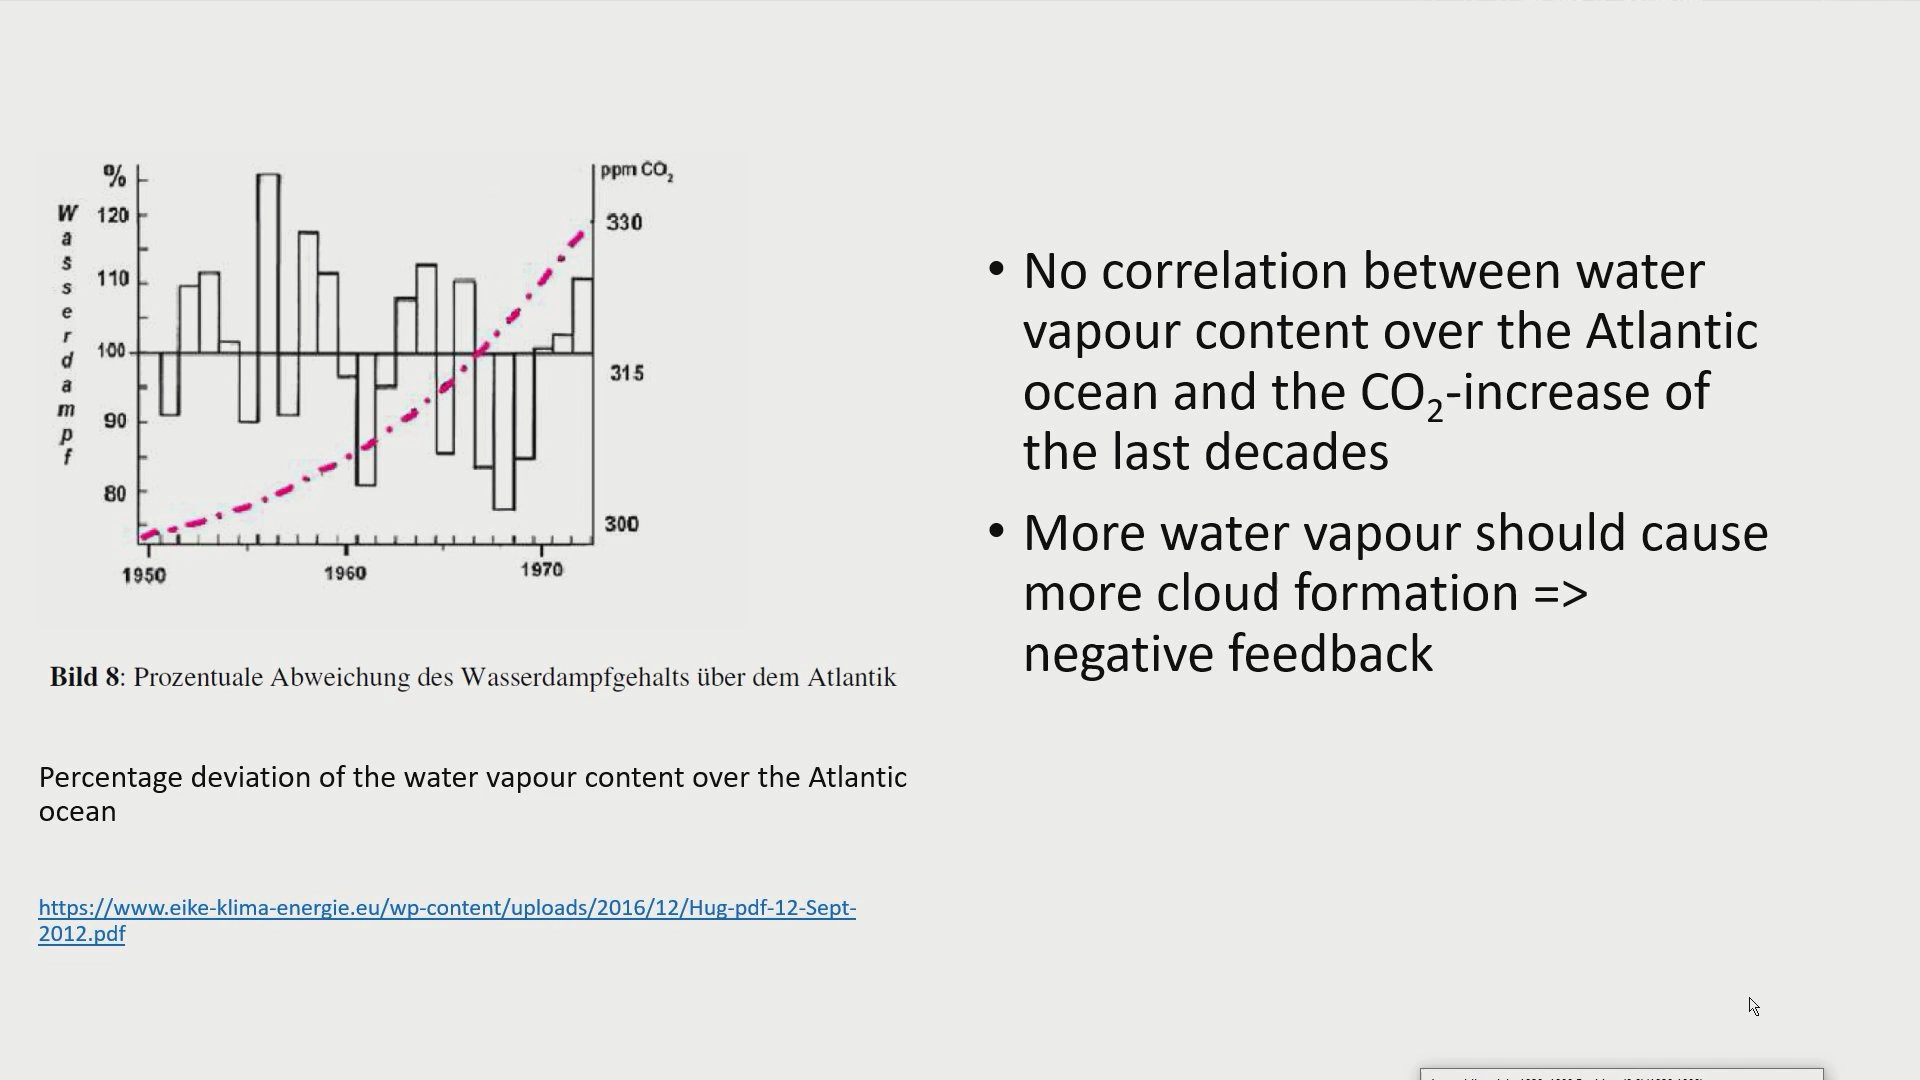 %
ppm CO₂
Wasserdampf
120
110
100
90
80
330
315
300
1950
1960
1970
Bild 8: Prozentuale Abweichung des Wasserdampfgehalts über dem Atlantik
Percentage deviation of the water vapour content over the Atlantic
ocean
https://www.eike-klima-energie.eu/wp-content/uploads/2016/12/Hug-pdf-12-Sept-
2012.pdf
• No correlation between water
vapour content over the Atlantic
ocean and the CO₂-increase of
the last decades
• More water vapour should cause
more cloud formation =>
negative feedback